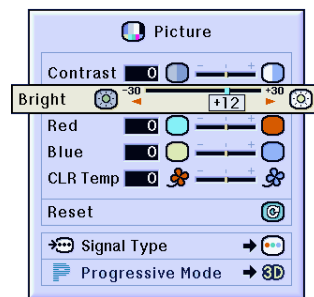 Picture
Contrast 0
Bright -30 +12 +30
Red 0
Blue 0
CLR Temp 0
Reset
Signal Type
Progressive Mode 3D